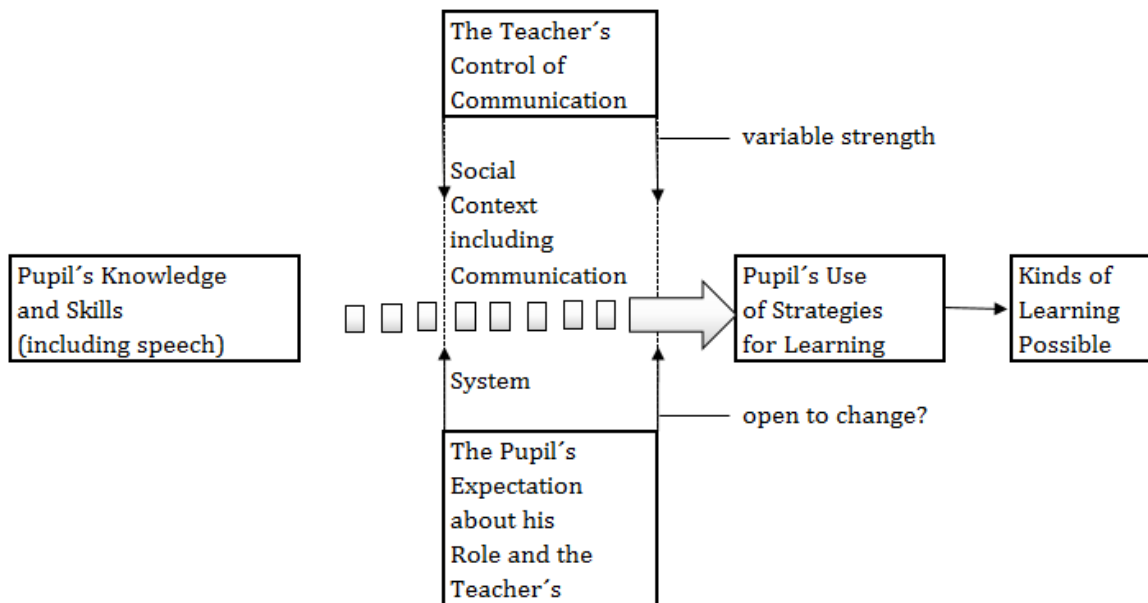 The Teacher´s
Control of
Communication
variable strength
Social
Context
including
Communication
Pupil´s Knowledge
and Skills
(including speech)
Pupil´s Use
of Strategies
for Learning
Kinds of
Learning
Possible
System
open to change?
The Pupil´s
Expectation
about his
Role and the
Teacher´s